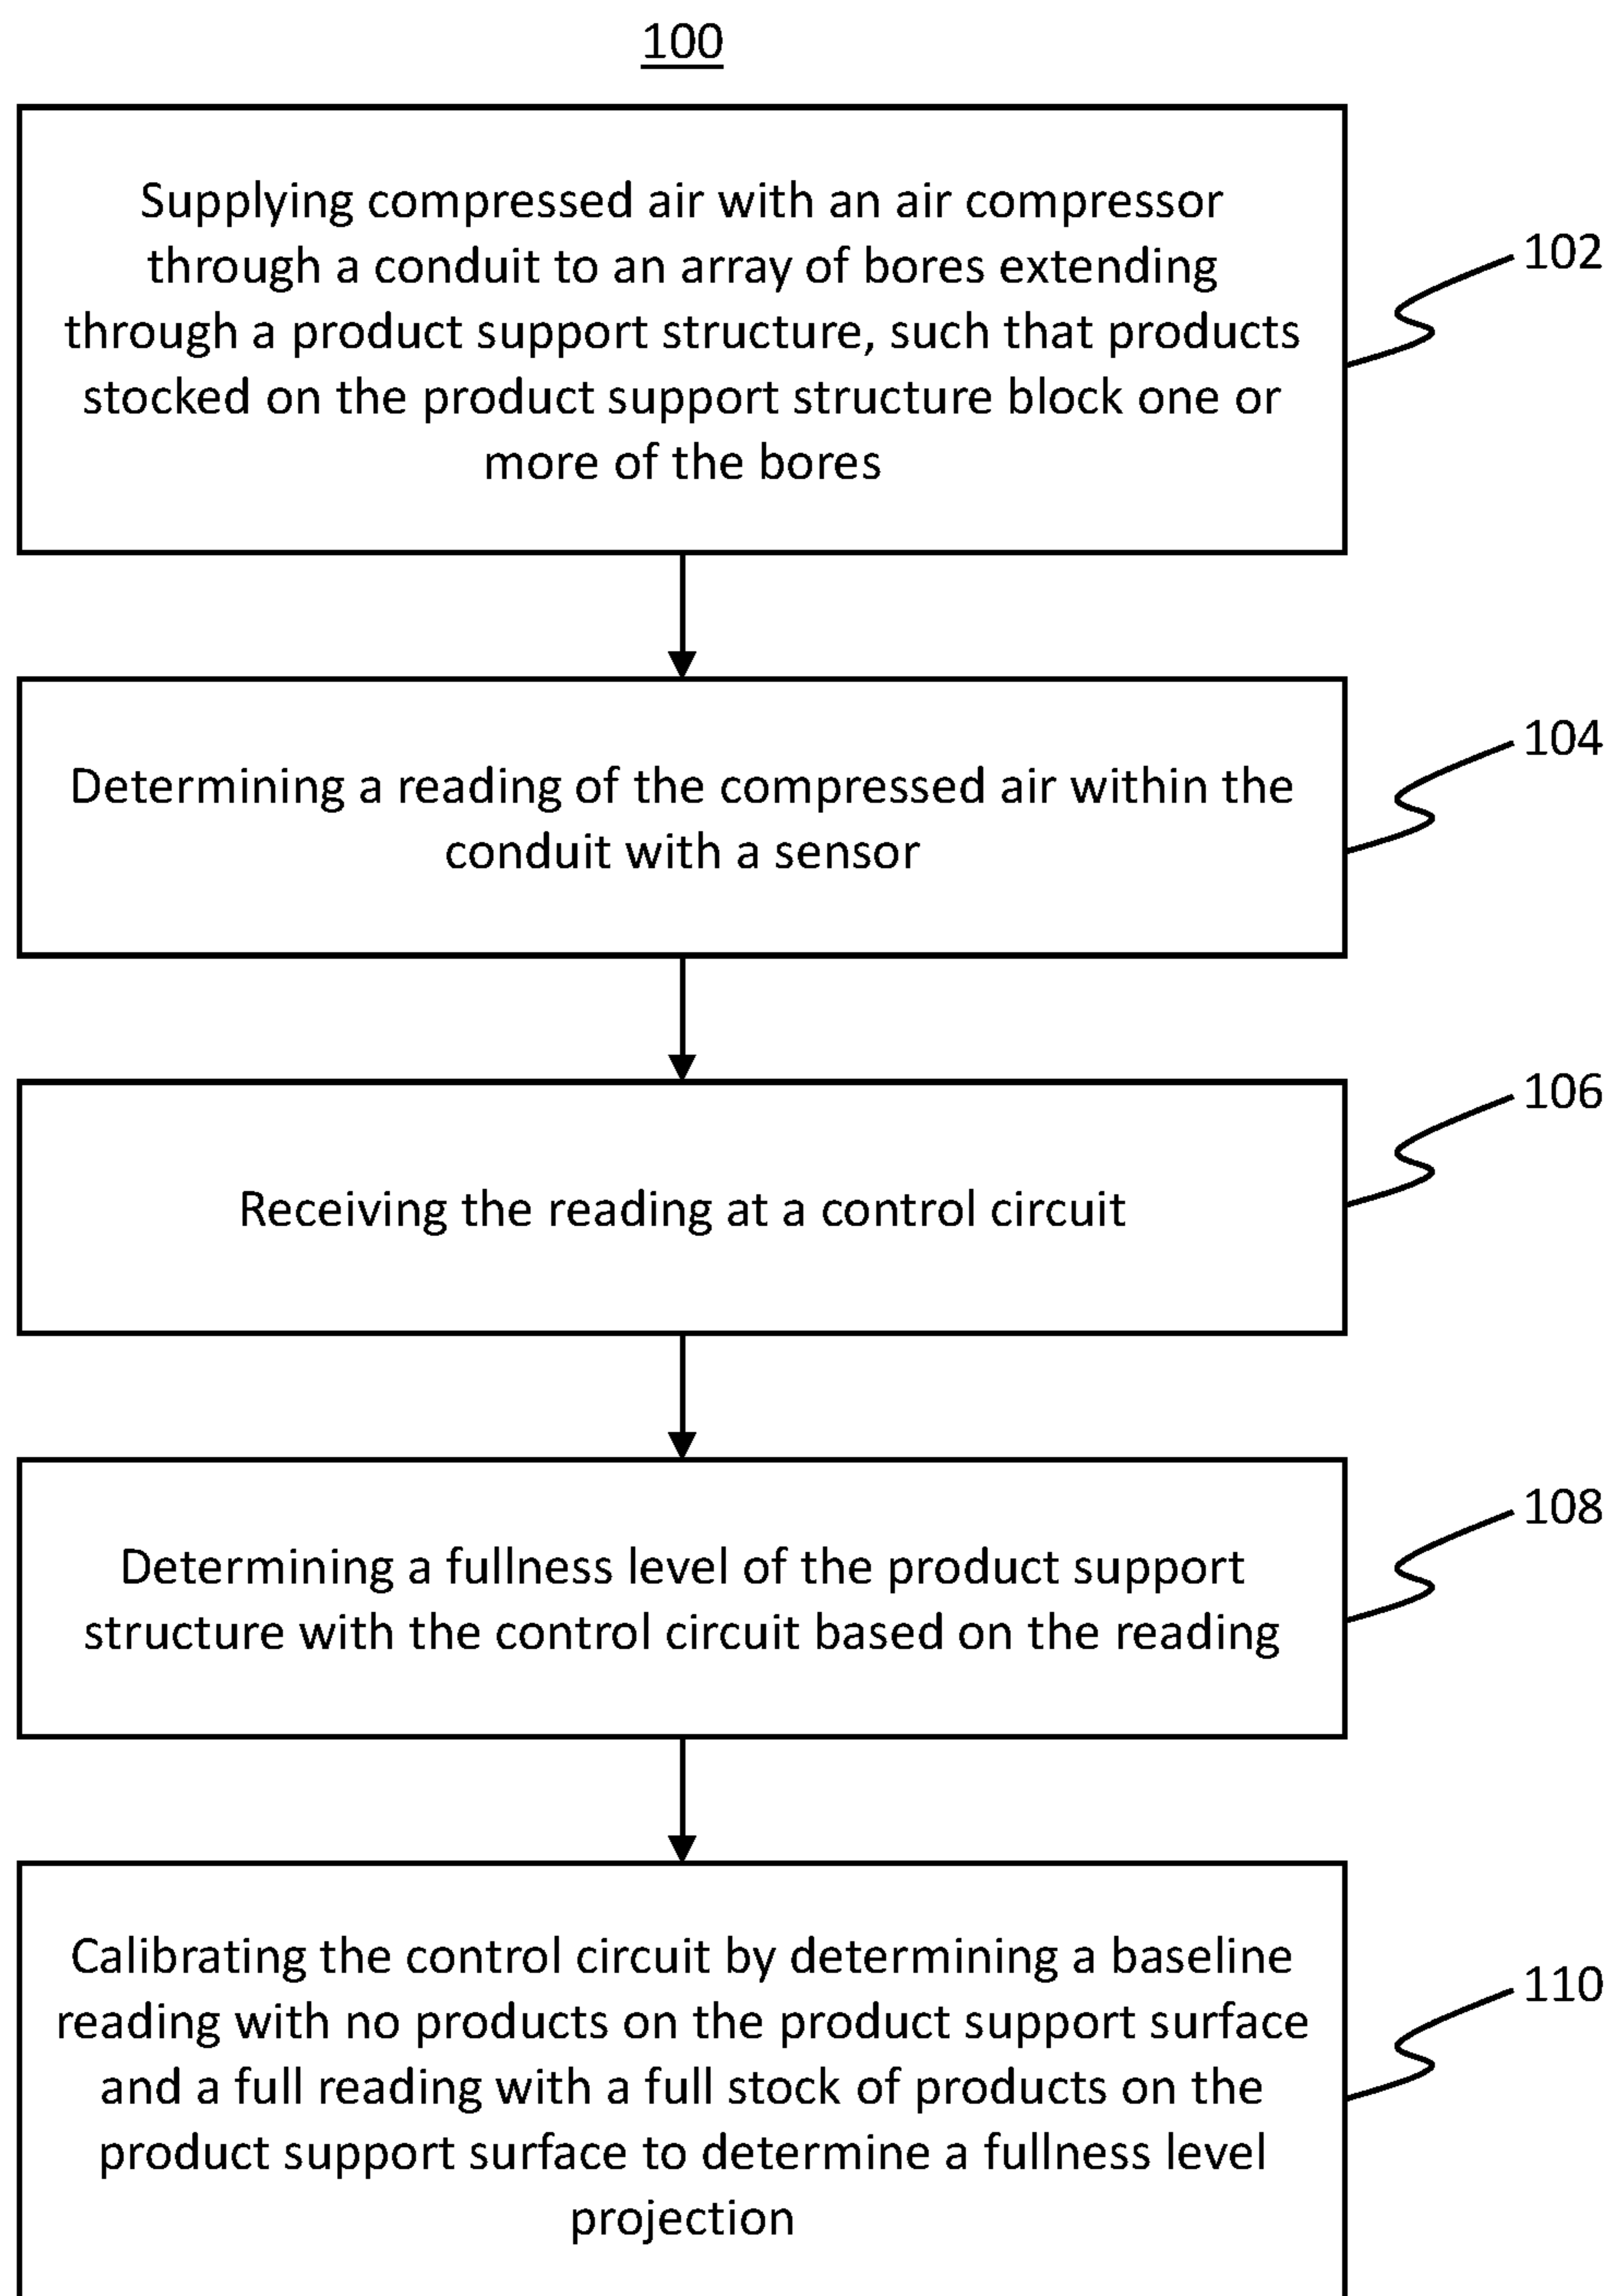 100
Supplying compressed air with an air compressor
through a conduit to an array of bores extending
through a product support structure, such that products
stocked on the product support structure block one or
more of the bores
102
Determining a reading of the compressed air within the
conduit with a sensor
104
Receiving the reading at a control circuit
106
Determining a fullness level of the product support
structure with the control circuit based on the reading
108
Calibrating the control circuit by determining a baseline
reading with no products on the product support surface
and a full reading with a full stock of products on the
product support surface to determine a fullness level
projection
110